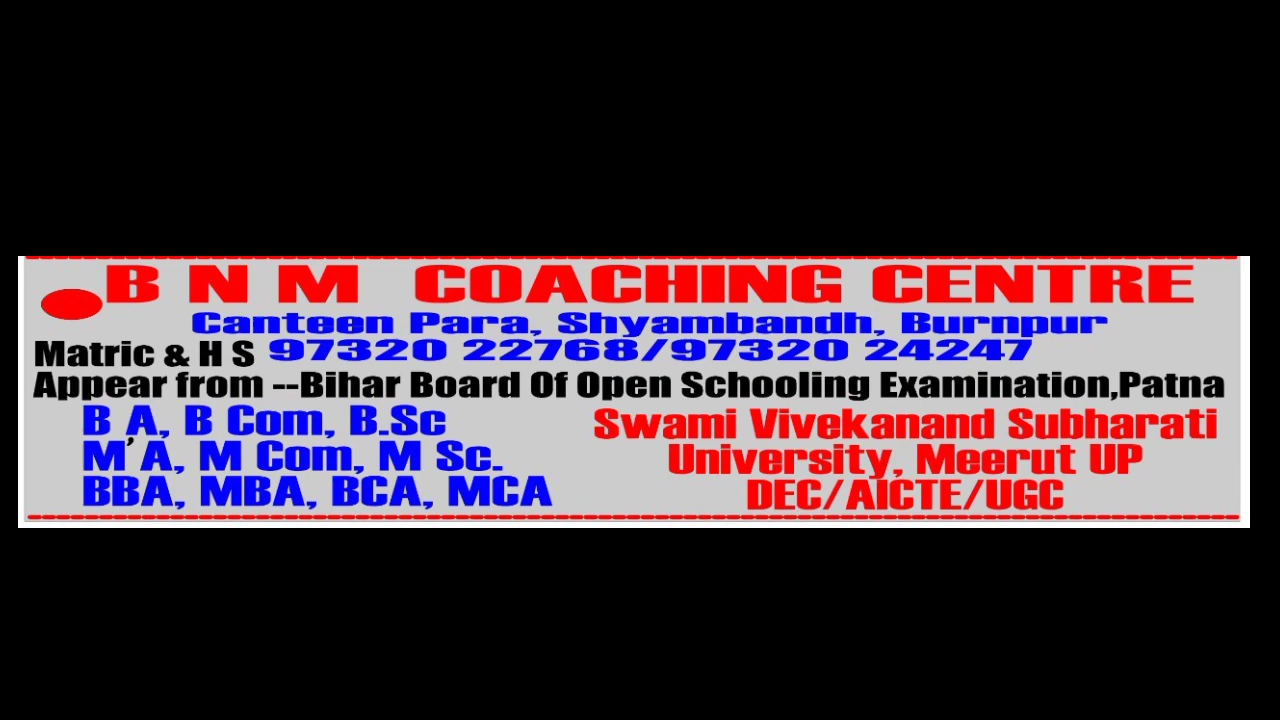 B N M COACHING CENTRE
Canteen Para, Shyambandh, Burnpur
Matric & H S 97320 22768/97320 24247
Appear from --Bihar Board Of Open Schooling Examination,Patna
B A, B Com, B.Sc
M'A, M Com, M Sc.
BBA, MBA, BCA, MCA
Swami Vivekanand Subharati
University, Meerut UP
DEC/AICTE/UGC